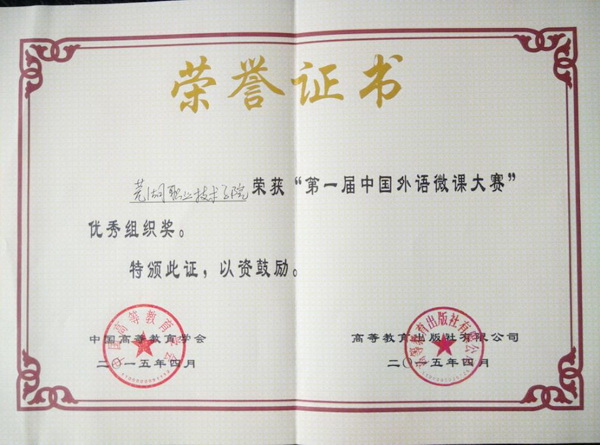 荣誉证书
芜湖职业技术学院荣获“第一届中国外语微课大赛”
优秀组织奖。
特颁此证，以资鼓励。
中国高等教育学会
二〇一五年四月
高等教育出版社有限公司
二〇一五年四月